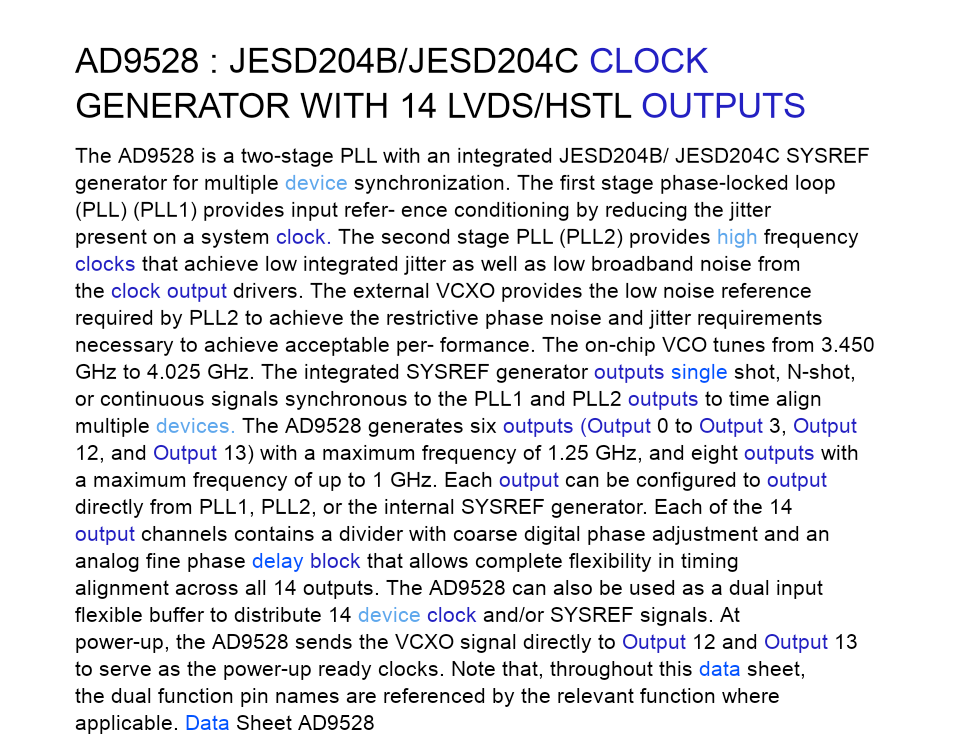 AD9528 : JESD204B/JESD204C CLOCK
GENERATOR WITH 14 LVDS/HSTL OUTPUTS
The AD9528 is a two-stage PLL with an integrated JESD204B/ JESD204C SYSREF
generator for multiple device synchronization. The first stage phase-locked loop
(PLL) (PLL1) provides input refer- ence conditioning by reducing the jitter
present on a system clock. The second stage PLL (PLL2) provides high frequency
clocks that achieve low integrated jitter as well as low broadband noise from
the clock output drivers. The external VCXO provides the low noise reference
required by PLL2 to achieve the restrictive phase noise and jitter requirements
necessary to achieve acceptable per- formance. The on-chip VCO tunes from 3.450
GHz to 4.025 GHz. The integrated SYSREF generator outputs single shot, N-shot,
or continuous signals synchronous to the PLL1 and PLL2 outputs to time align
multiple devices. The AD9528 generates six outputs (Output 0 to Output 3, Output
12, and Output 13) with a maximum frequency of 1.25 GHz, and eight outputs with
a maximum frequency of up to 1 GHz. Each output can be configured to output
directly from PLL1, PLL2, or the internal SYSREF generator. Each of the 14
output channels contains a divider with coarse digital phase adjustment and an
analog fine phase delay block that allows complete flexibility in timing
alignment across all 14 outputs. The AD9528 can also be used as a dual input
flexible buffer to distribute 14 device clock and/or SYSREF signals. At
power-up, the AD9528 sends the VCXO signal directly to Output 12 and Output 13
to serve as the power-up ready clocks. Note that, throughout this data sheet,
the dual function pin names are referenced by the relevant function where
applicable. Data Sheet AD9528